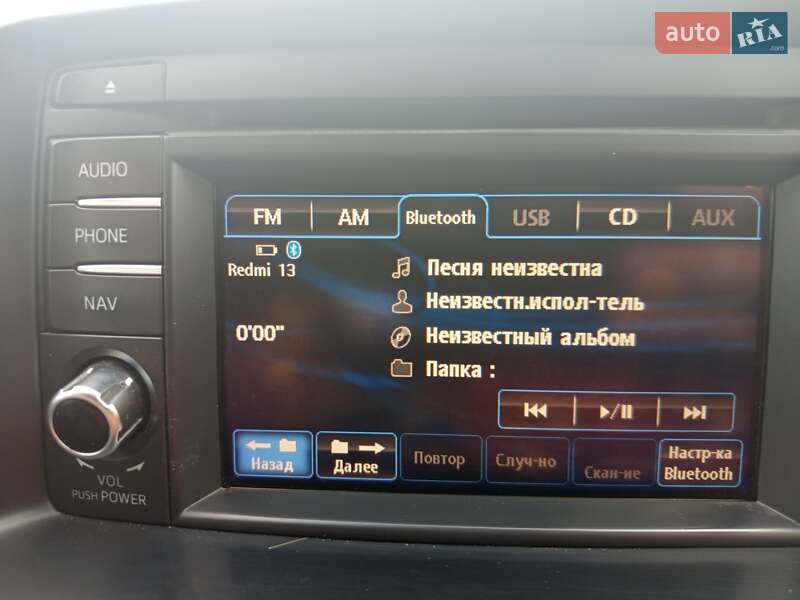 auto RIA .com
AUDIO
PHONE
NAV
VOL
PUSH POWER
FM AM Bluetooth USB CD AUX
Redmi 13
Песня неизвестна
Неизвестн.испол-тель
0'00"
Неизвестный альбом
Папка :
Назад
Далее
Повтор
Случ-но
Скан-ие
Настр-ка
Bluetooth